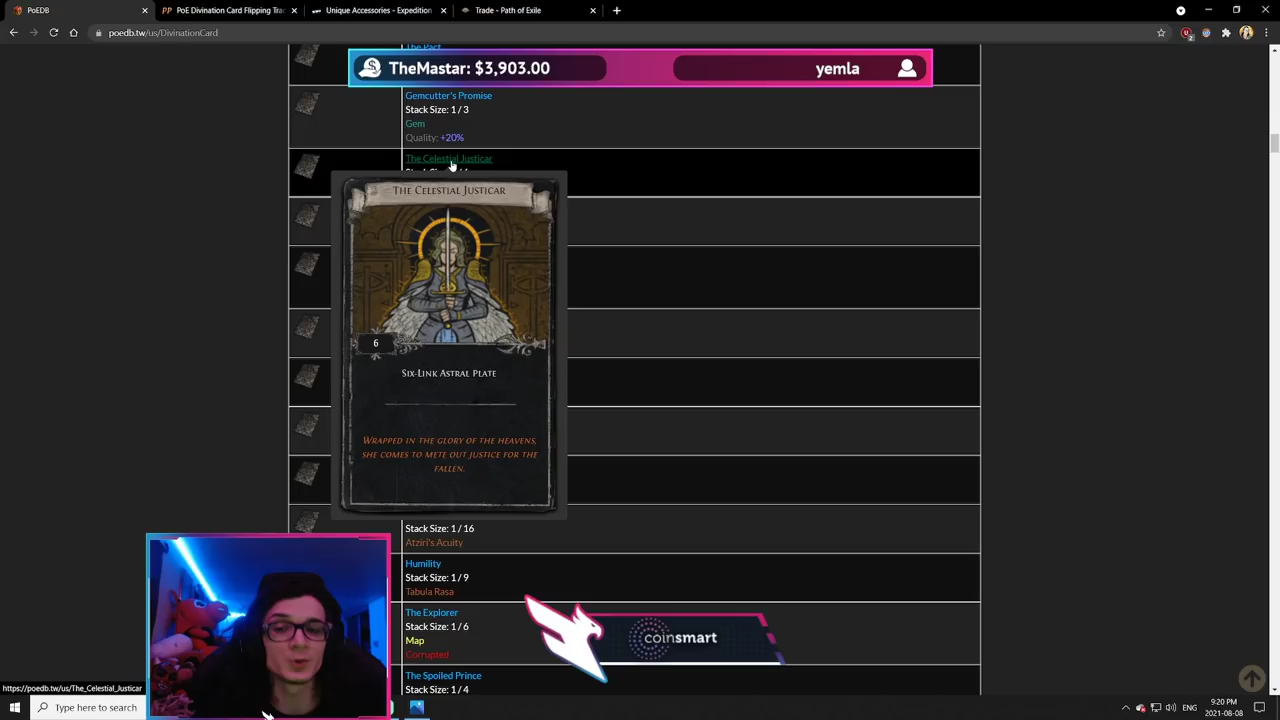 PoEDB
PoE Divination Card Flipping Trac
Unique Accessories - Expedition
Trade - Path of Exile
poedb.tw/us/DivinationCard
The Pact
TheMastar: $3,903.00
yemla
Gemcutter's Promise
Stack Size: 1 / 3
Gem
Quality: +20%
The Celestial Justicar
The Celestial Justicar
6
Six-Link Astral Plate
Wrapped in the glory of the heavens,
she comes to mete out justice for the
fallen.
Stack Size: 1 / 16
Atziri's Acuity
Humility
Stack Size: 1 / 9
Tabula Rasa
The Explorer
Stack Size: 1 / 6
Map
Corrupted
coinsmart
The Spoiled Prince
Stack Size: 1 / 4
https://poedb.tw/us/The_Celestial_Justicar
Type here to search
ENG
9:20 PM
2021-08-08